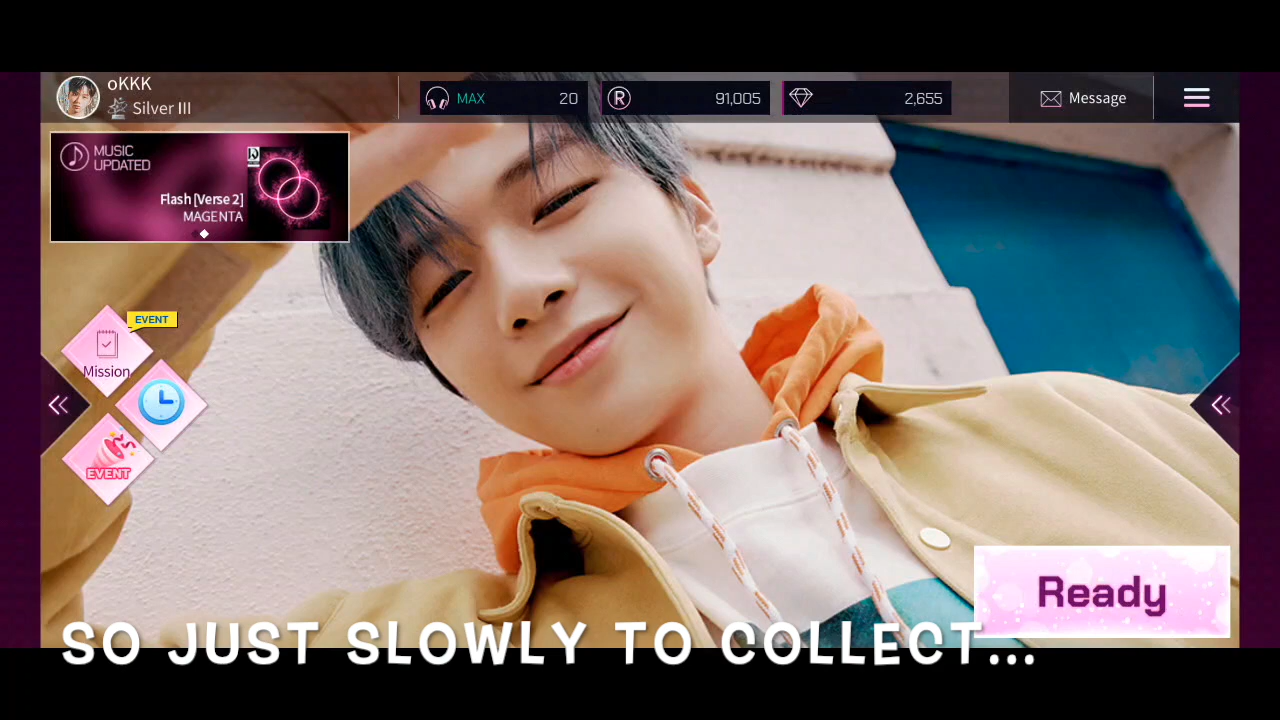 oKKK
Silver III
MAX 20
R 91,005
2,655
Message
MUSIC
UPDATED
Flash [Verse 2]
MAGENTA
EVENT
Mission
EVENT
Ready
SO JUST SLOWLY TO COLLECT...